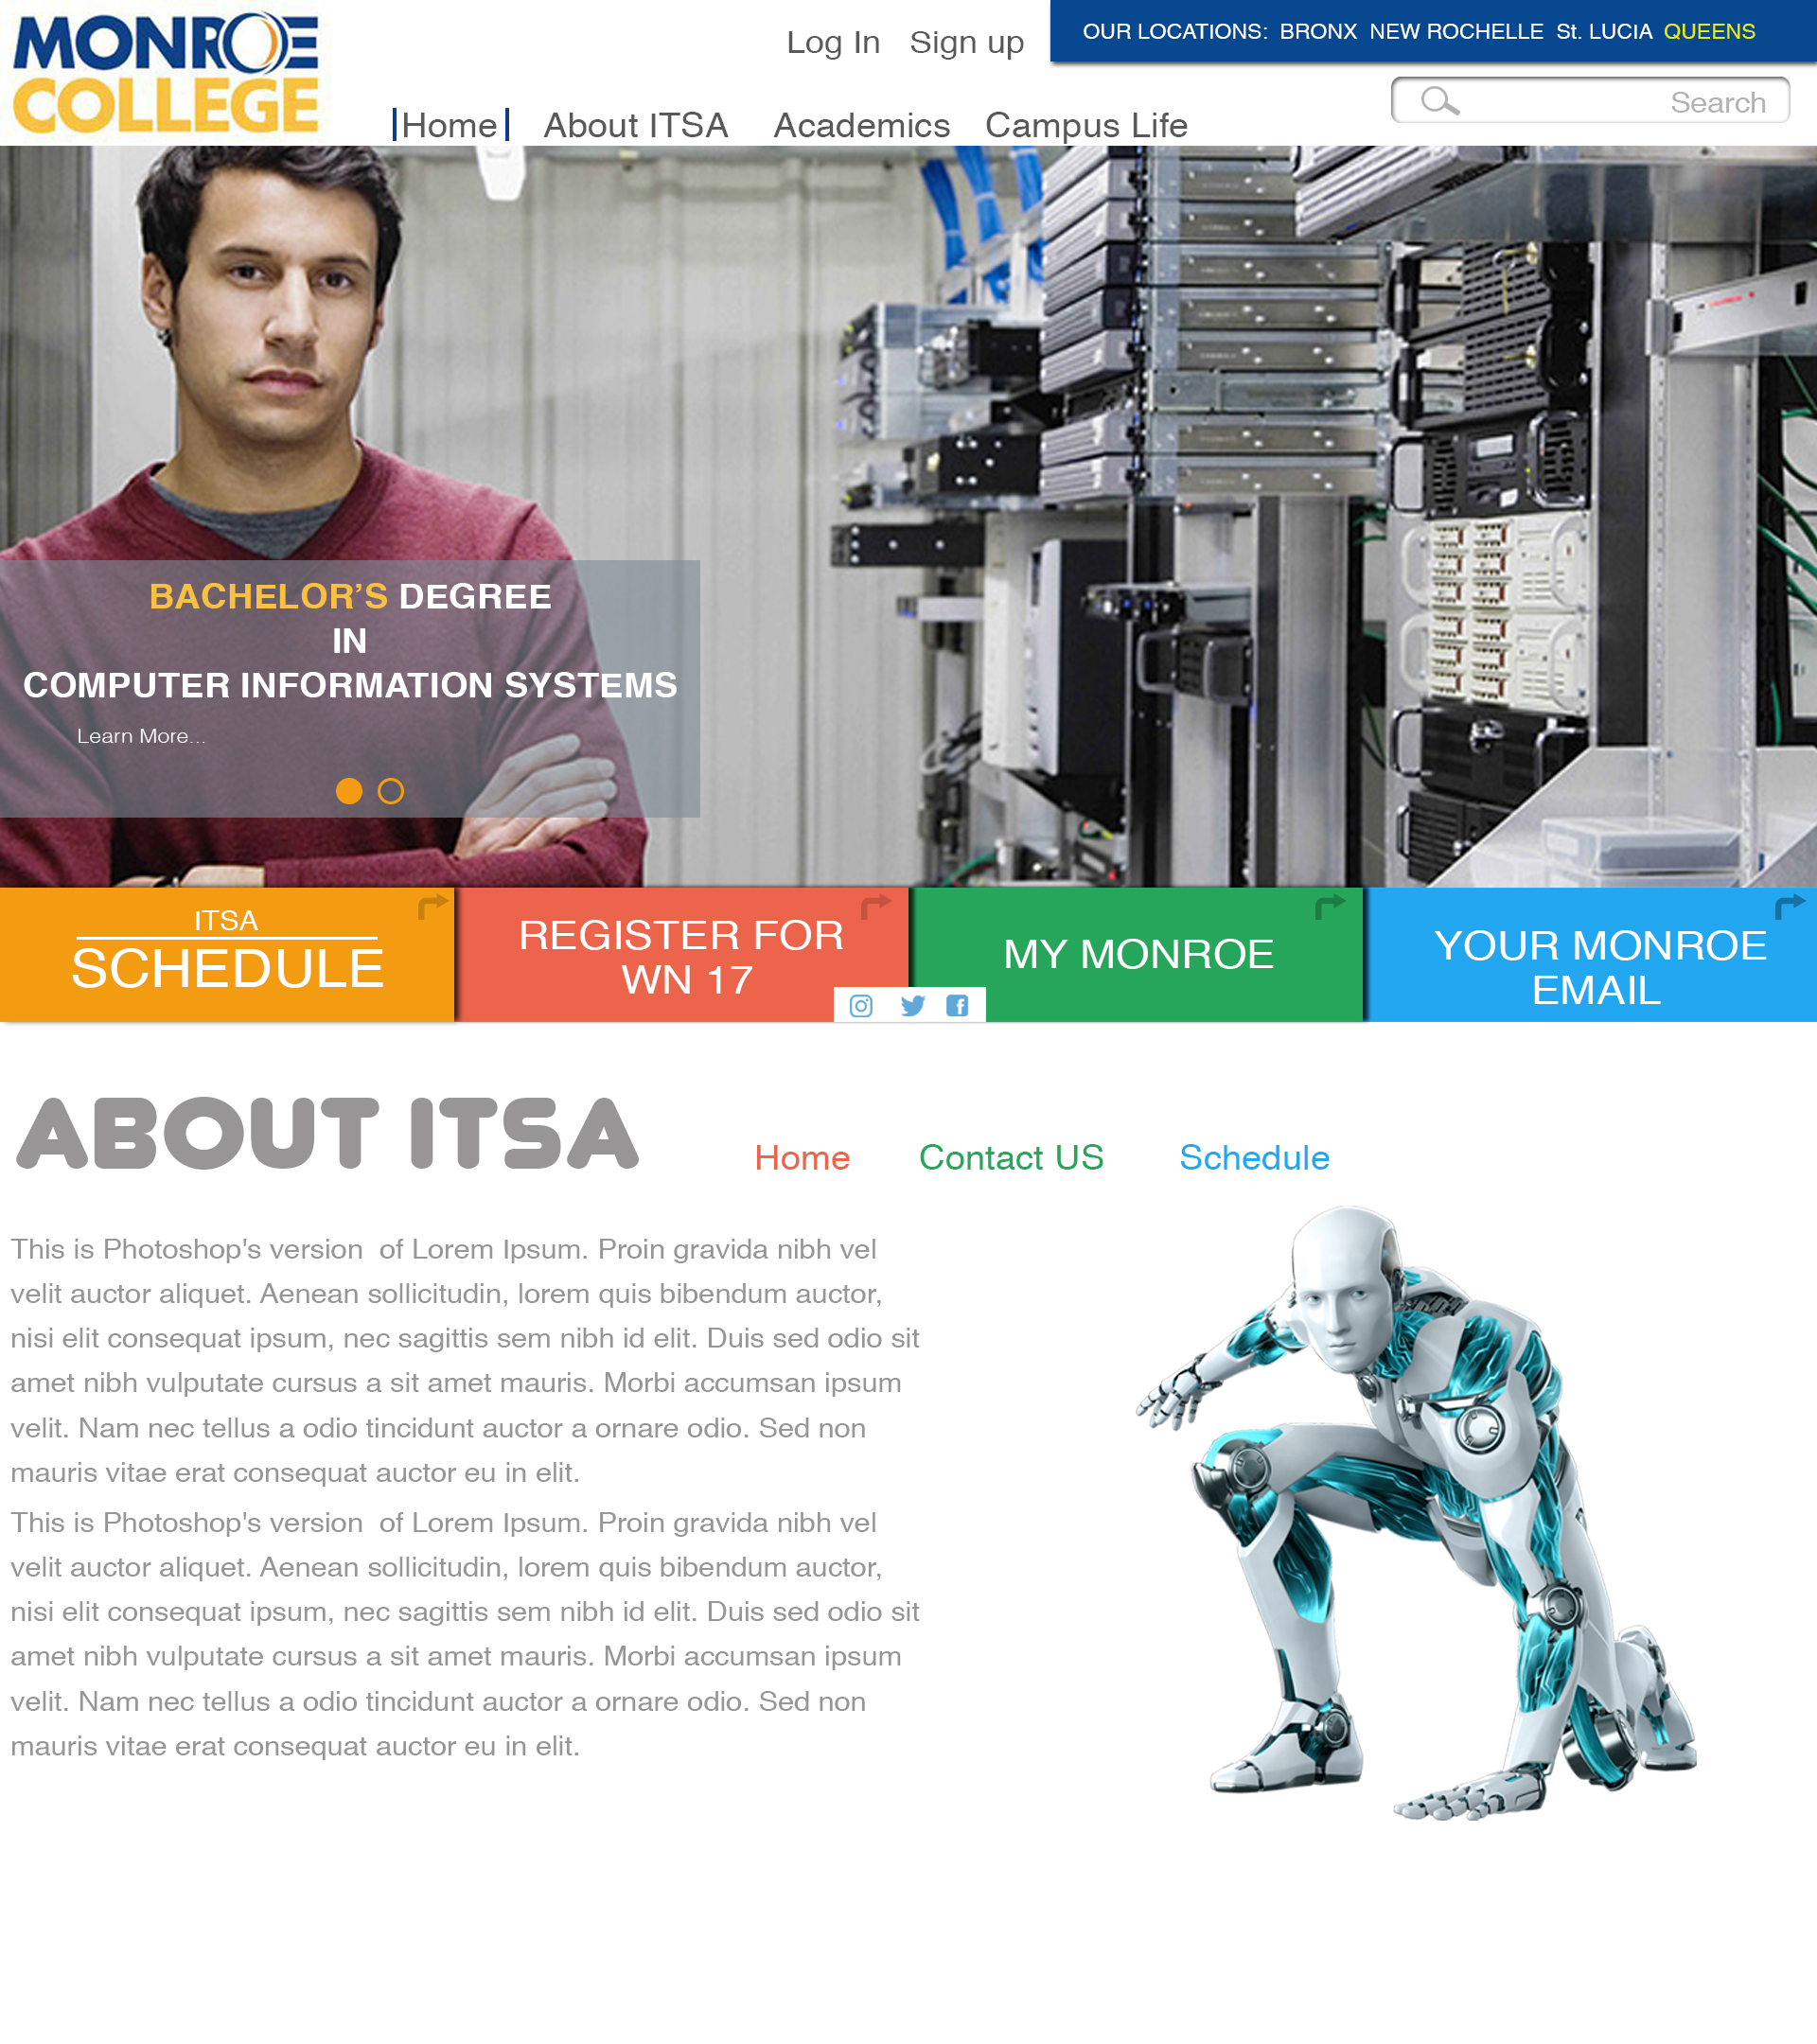 MONROE
COLLEGE
Log In Sign up
OUR LOCATIONS: BRONX NEW ROCHELLE St. LUCIA QUEENS
Search
Home About ITSA Academics Campus Life
BACHELOR’S DEGREE
IN
COMPUTER INFORMATION SYSTEMS
Learn More...
ITSA
SCHEDULE
REGISTER FOR
WN 17
MY MONROE
YOUR MONROE
EMAIL
ABOUT ITSA
Home Contact US Schedule
This is Photoshop's version  of Lorem Ipsum. Proin gravida nibh vel
velit auctor aliquet. Aenean sollicitudin, lorem quis bibendum auctor,
nisi elit consequat ipsum, nec sagittis sem nibh id elit. Duis sed odio sit
amet nibh vulputate cursus a sit amet mauris. Morbi accumsan ipsum
velit. Nam nec tellus a odio tincidunt auctor a ornare odio. Sed non
mauris vitae erat consequat auctor eu in elit.
This is Photoshop's version  of Lorem Ipsum. Proin gravida nibh vel
velit auctor aliquet. Aenean sollicitudin, lorem quis bibendum auctor,
nisi elit consequat ipsum, nec sagittis sem nibh id elit. Duis sed odio sit
amet nibh vulputate cursus a sit amet mauris. Morbi accumsan ipsum
velit. Nam nec tellus a odio tincidunt auctor a ornare odio. Sed non
mauris vitae erat consequat auctor eu in elit.